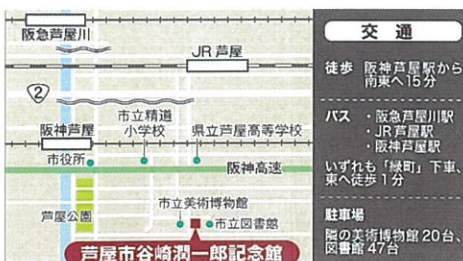 阪急芦屋川
JR 芦屋
2
阪神芦屋
市立精道
小学校
県立芦屋高等学校
市役所
阪神高速
芦屋公園
市立美術博物館
市立図書館
芦屋市谷崎潤一郎記念館
交通
徒歩 阪神芦屋駅から
南東へ15分
バス ・阪急芦屋川駅
・JR芦屋駅
・阪神芦屋駅
いずれも「緑町」下車、
東へ徒歩1分
駐車場
隣の美術博物館20台、
図書館47台